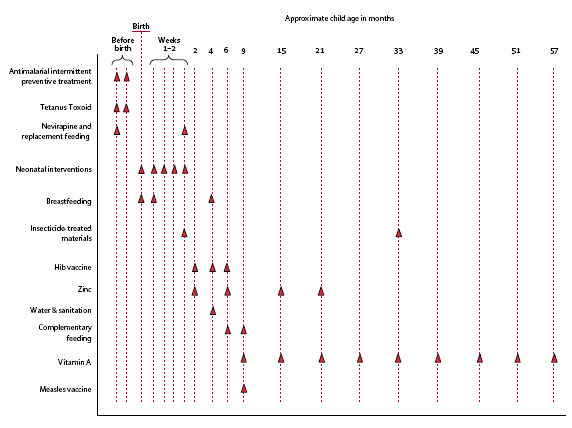 Approximate child age in months
Birth
Before
birth
Weeks
1–2
2 4 6 9 15 21 27 33 39 45 51 57
Antimalarial intermittent
preventive treatment
Tetanus Toxoid
Nevirapine and
replacement feeding
Neonatal interventions
Breastfeeding
Insecticide-treated
materials
Hib vaccine
Zinc
Water & sanitation
Complementary
feeding
Vitamin A
Measles vaccine